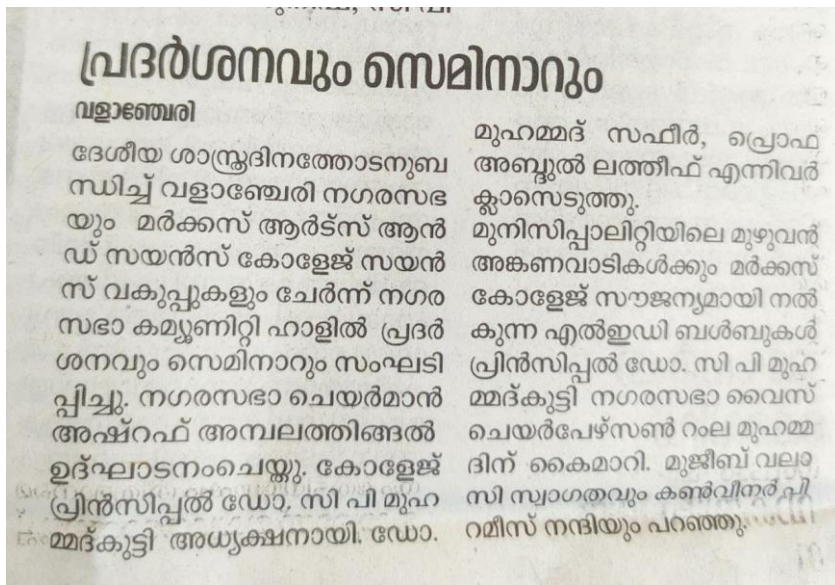 പ്രദർശനവും സെമിനാറും
വളാഞ്ചേരി
ദേശീയ ശാസ്ത്രദിനത്തോടനുബ
ന്ധിച്ച് വളാഞ്ചേരി നഗരസഭ
യും മർക്കസ് ആർട്സ് ആൻ
ഡ് സയൻസ് കോളേജ് സയൻ
സ് വകുപ്പുകളും ചേർന്ന് നഗര
സഭാ കമ്യൂണിറ്റി ഹാളിൽ പ്രദർ
ശനവും സെമിനാറും സംഘടി
പ്പിച്ചു. നഗരസഭാ ചെയർമാൻ
അഷ്റഫ് അമ്പലത്തിങ്ങൽ
ഉദ്ഘാടനംചെയ്തു. കോളേജ്
പ്രിൻസിപ്പൽ ഡോ. സി പി മുഹ
മ്മദ്കുട്ടി അധ്യക്ഷനായി. ഡോ.
മുഹമ്മദ് സഫീർ, പ്രൊഫ
അബ്ദുൽ ലത്തീഫ് എന്നിവർ
ക്ലാസെടുത്തു.
മുനിസിപ്പാലിറ്റിയിലെ മുഴുവൻ
അങ്കണവാടികൾക്കും മർക്കസ്
കോളേജ് സൗജന്യമായി നൽ
കുന്ന എൽഇഡി ബൾബുകൾ
പ്രിൻസിപ്പൽ ഡോ. സി പി മുഹ
മ്മദ്കുട്ടി നഗരസഭാ വൈസ്
ചെയർപേഴ്സൺ റംല മുഹമ്മ
ദിന് കൈമാറി. മുജീബ് വലാ
സി സ്വാഗതവും കൺവീനർ പി
റമീസ് നന്ദിയും പറഞ്ഞു.